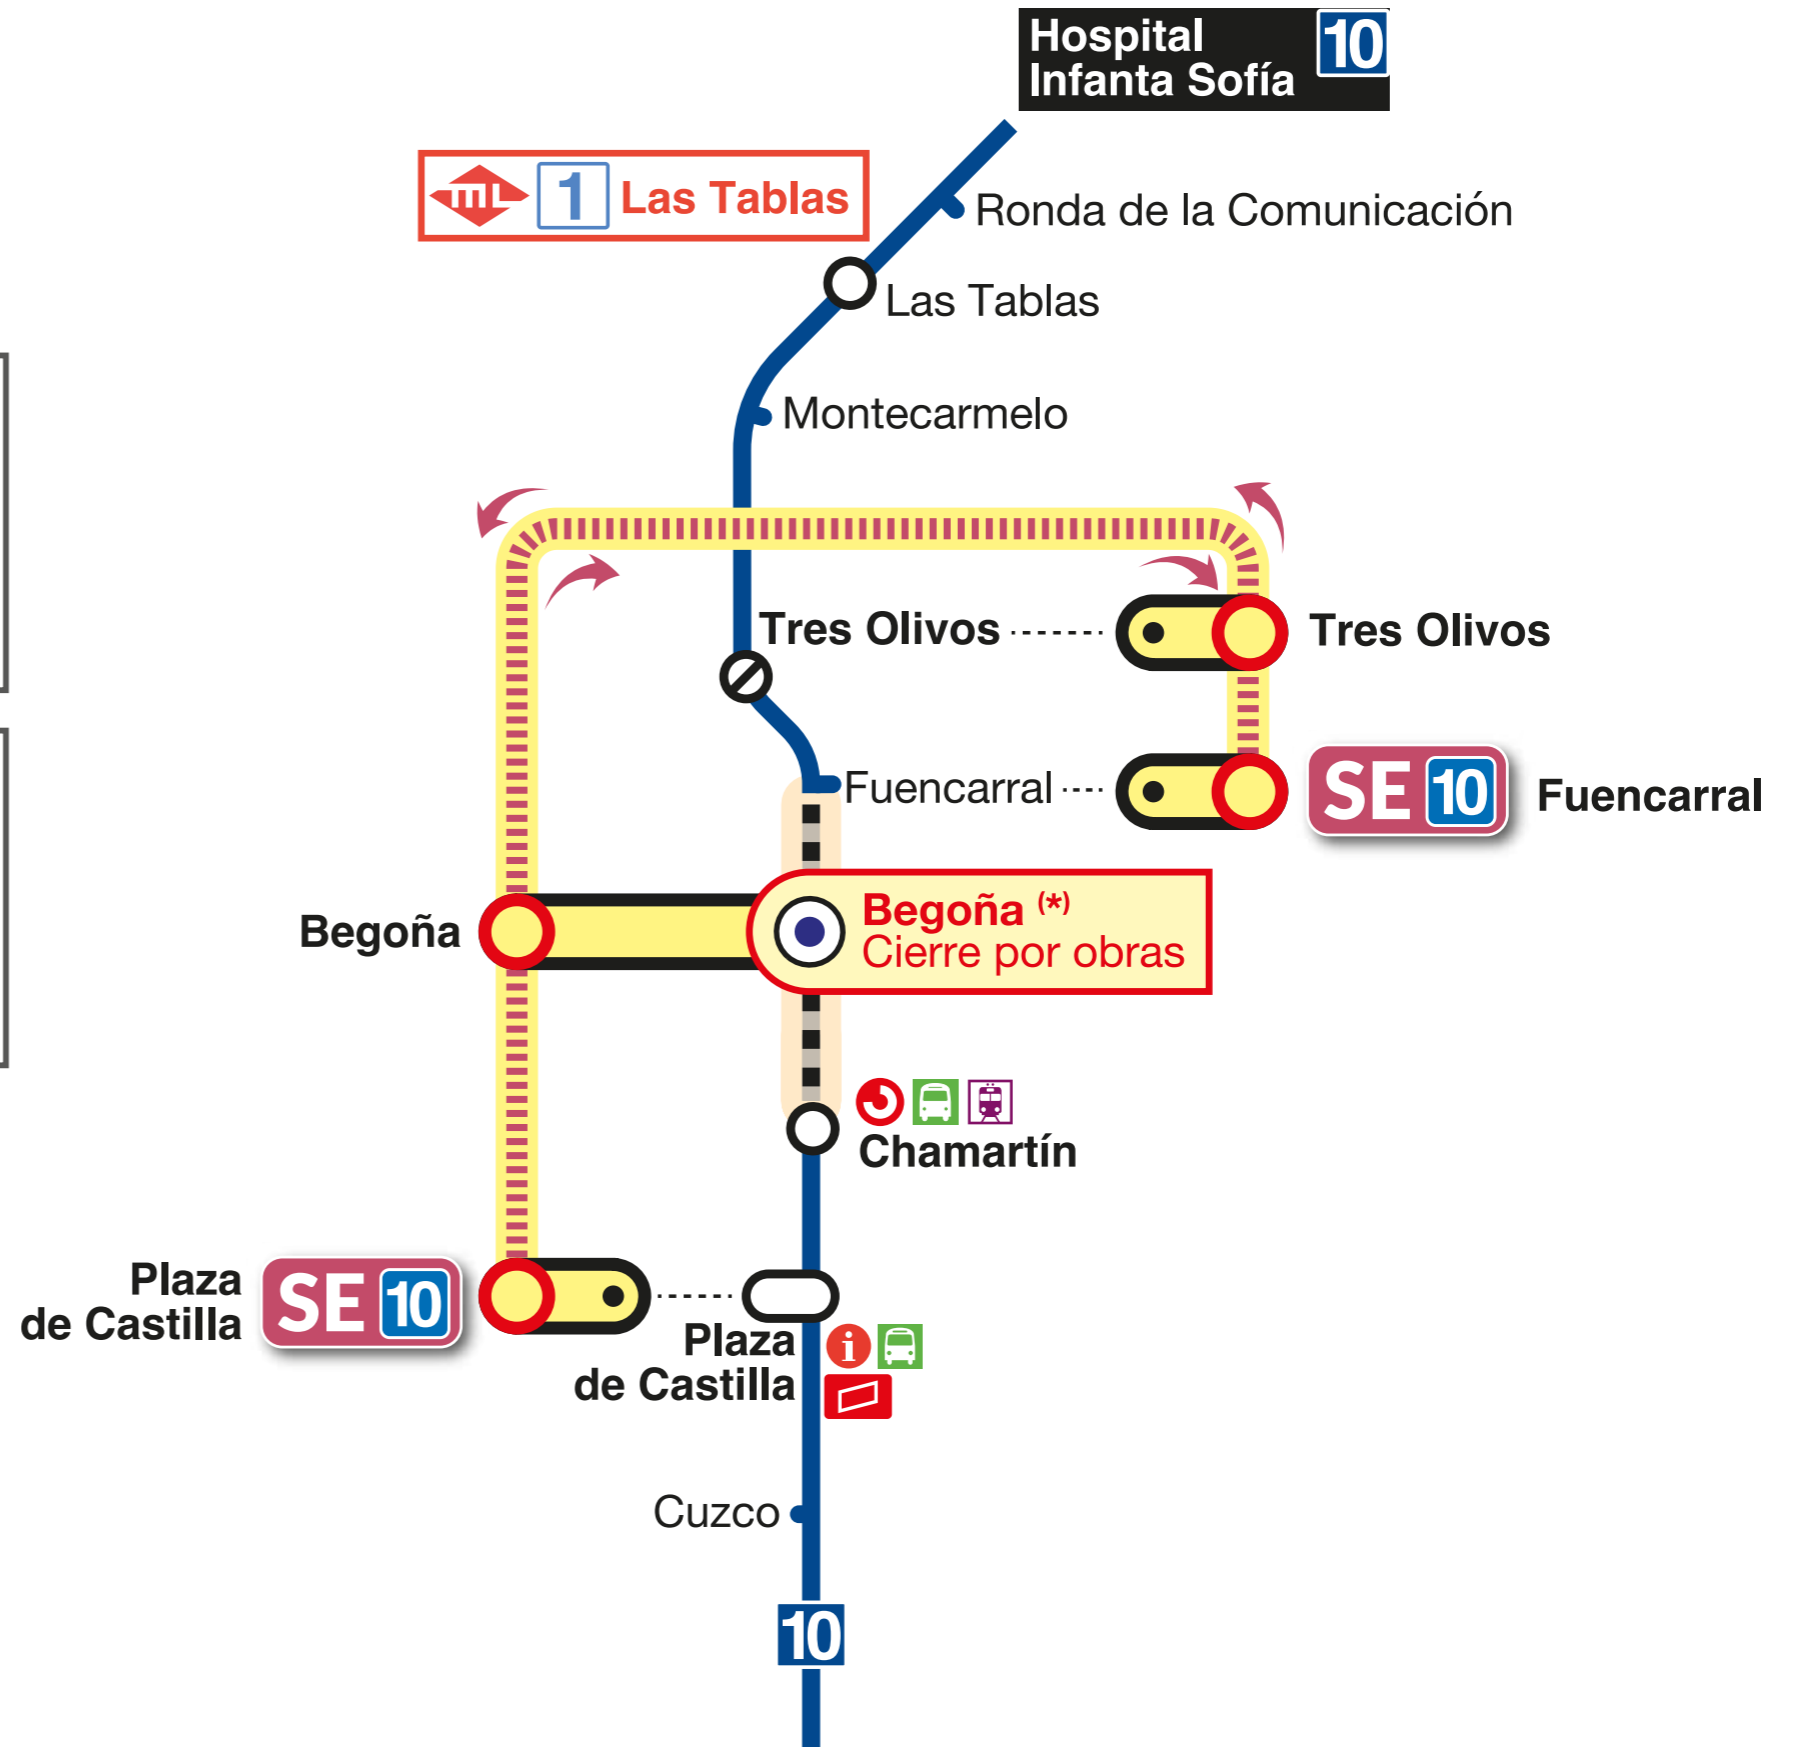 Hospital
Infanta Sofía
10
mL 1 Las Tablas
Ronda de la Comunicación
Las Tablas
Montecarmelo
Tres Olivos
Tres Olivos
Fuencarral
SE 10 Fuencarral
Begoña
Begoña (*)
Cierre por obras
Chamartín
Plaza
de Castilla
SE 10
Plaza
de Castilla
i
Cuzco
10